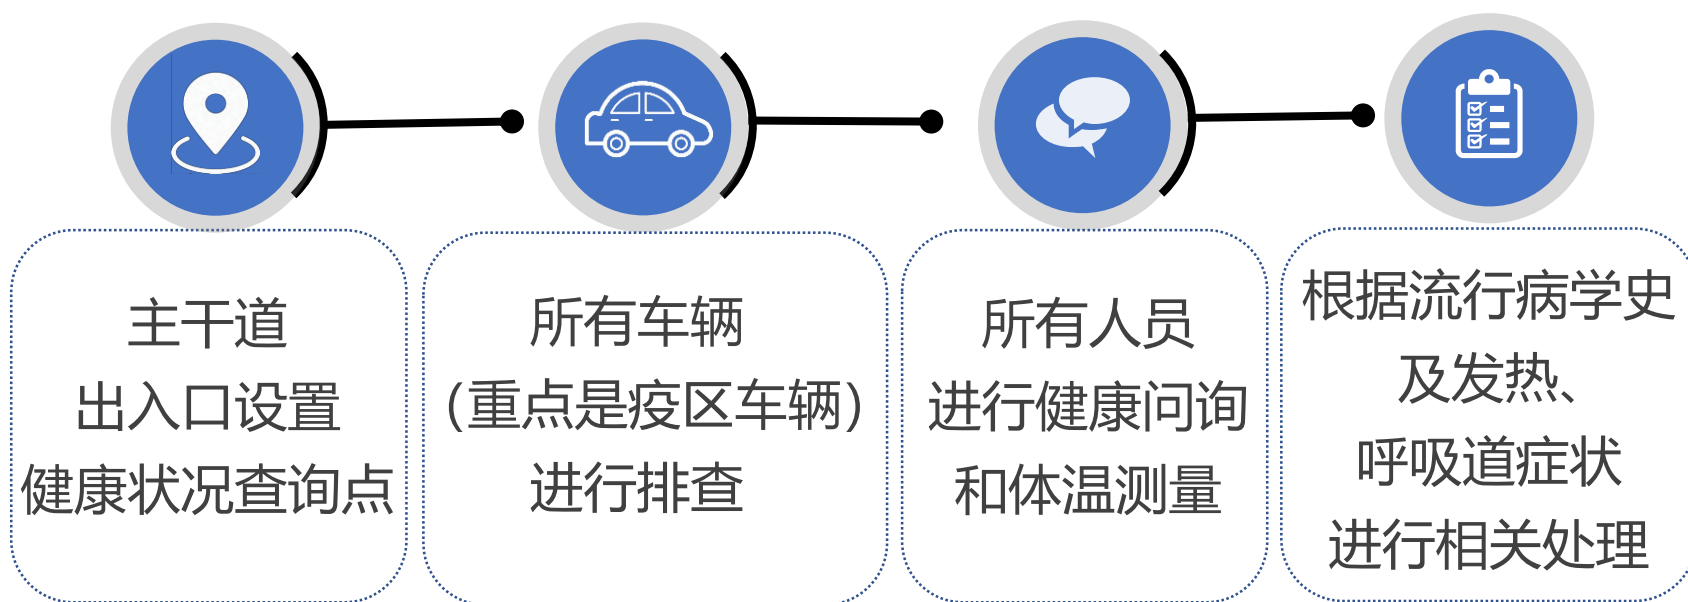 主干道
出入口设置
健康状况查询点
所有车辆
(重点是疫区车辆)
进行排查
所有人员
进行健康问询
和体温测量
根据流行病学史
及发热、
呼吸道症状
进行相关处理